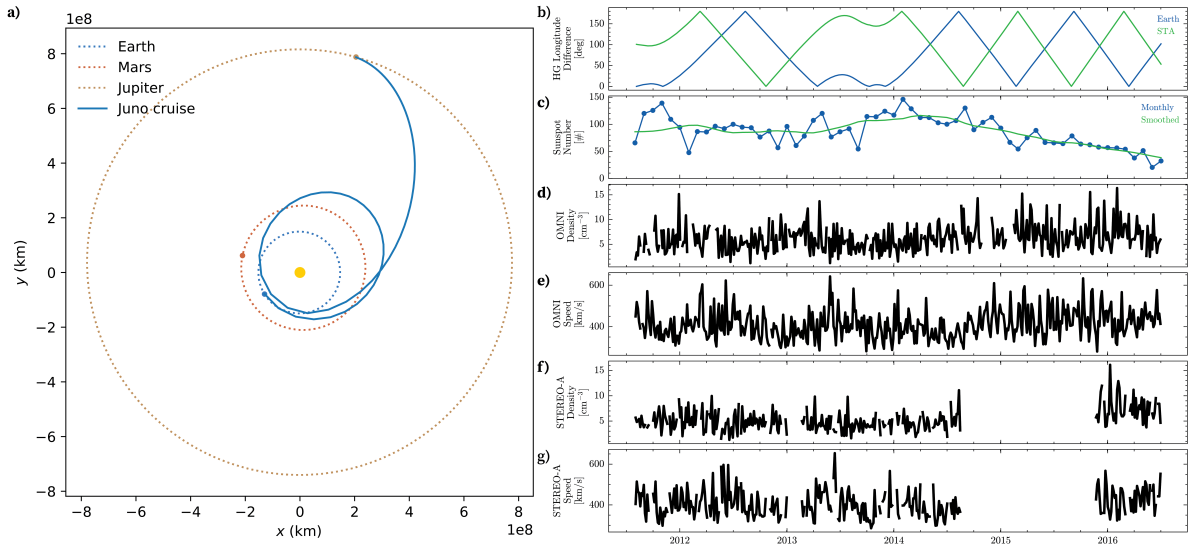 a)
1e8
Earth
Mars
Jupiter
Juno cruise
8
6
4
2
0
−2
−4
−6
−8
y (km)
−8 −6 −4 −2 0 2 4 6 8
x (km)
1e8
b)
HG Longitude
Difference
[deg]
150
100
50
0
Earth
STA
c)
Sunspot
Number
[#]
150
100
50
0
Monthly
Smoothed
d)
OMNI
Density
[cm⁻³]
15
10
5
e)
OMNI
Speed
[km/s]
600
400
f)
STEREO-A
Density
[cm⁻³]
15
10
5
g)
STEREO-A
Speed
[km/s]
600
400
2012 2013 2014 2015 2016